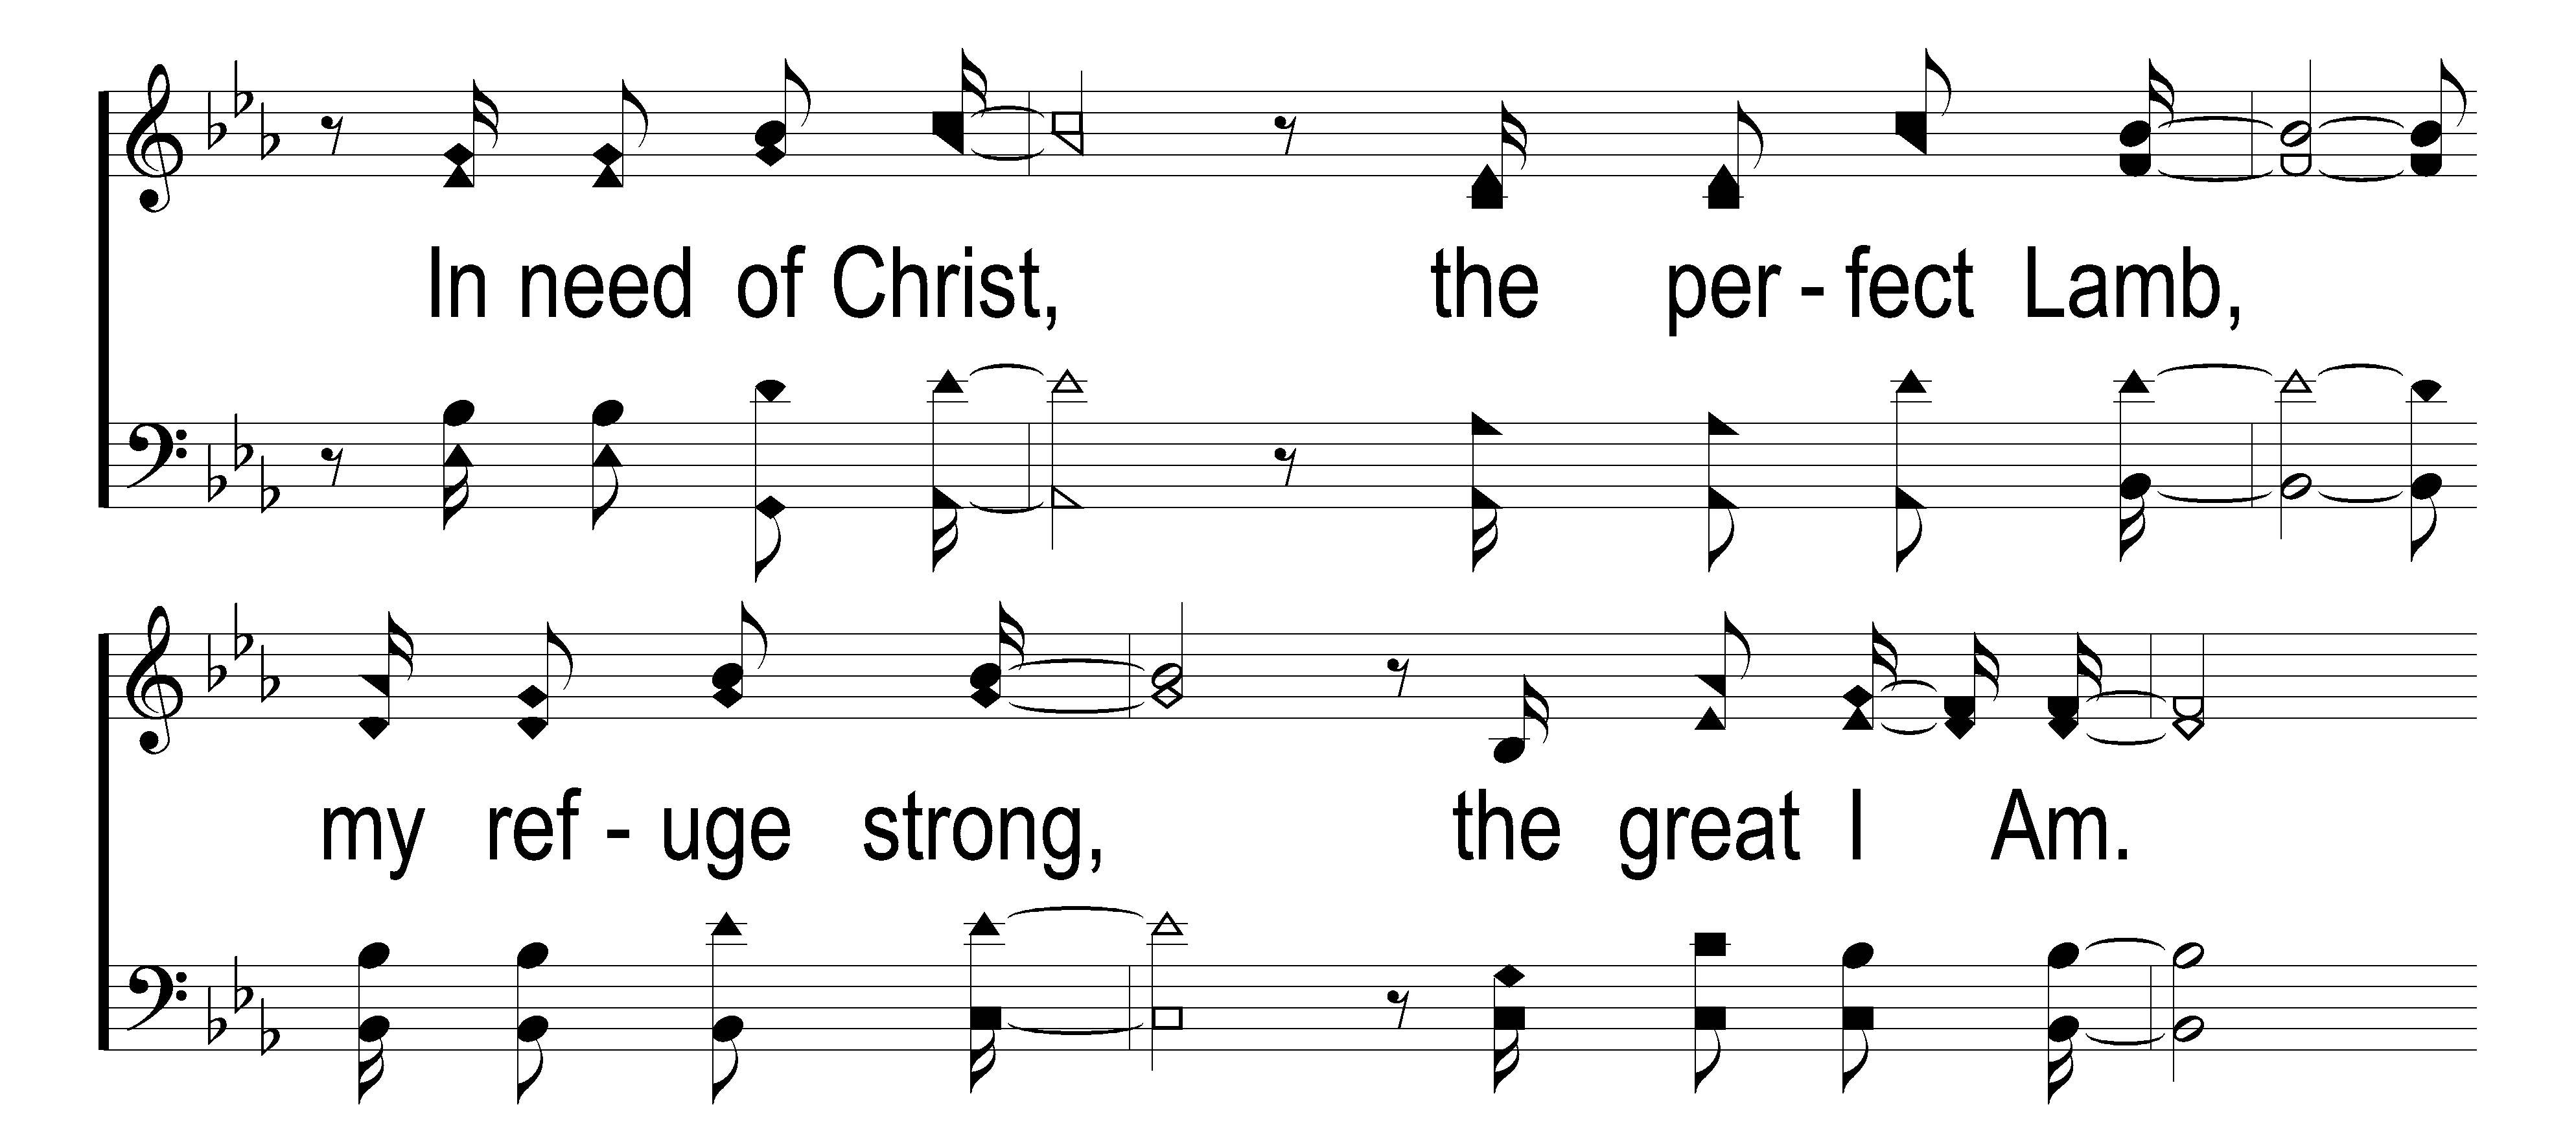 In need of Christ, the per - fect Lamb,
my ref - uge strong, the great I Am.